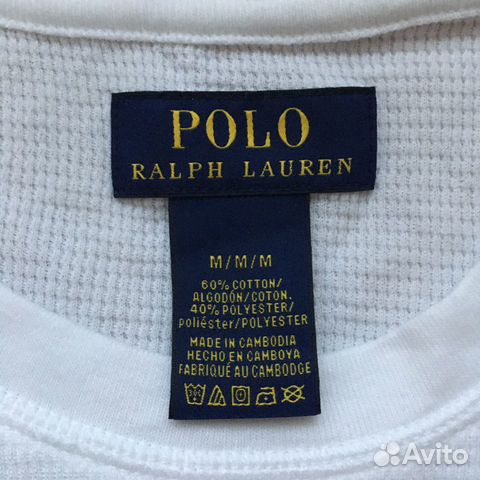 POLO
RALPH LAUREN
M/M/M
60% COTTON/
ALGODÓN/COTON.
40% POLYESTER/
poliéster/POLYESTER
MADE IN CAMBODIA
HECHO EN CAMBOYA
FABRIQUÉ AU CAMBODGE
30C
Avito